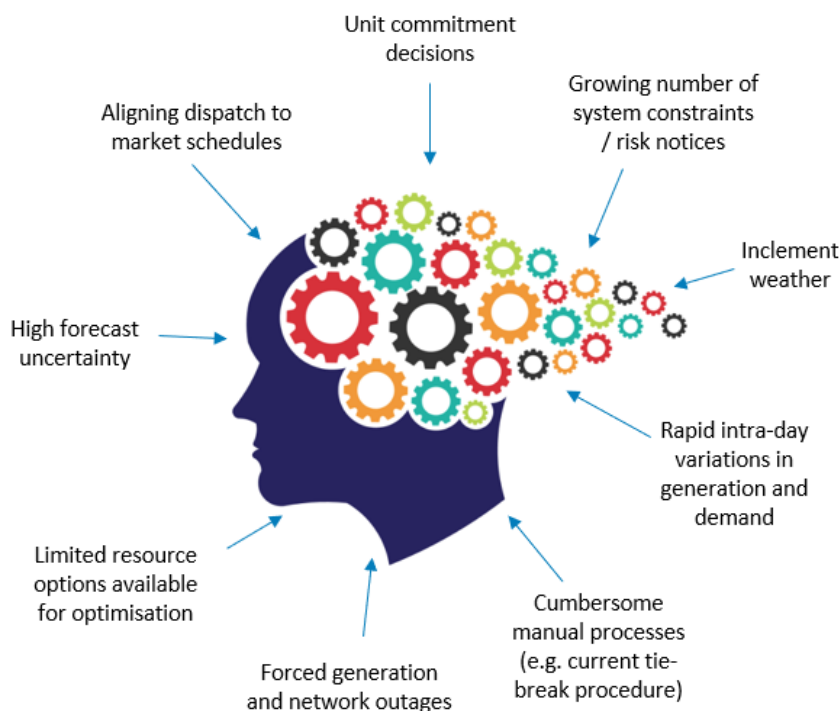 Unit commitment
decisions
Growing number of
system constraints
/ risk notices
Aligning dispatch to
market schedules
Inclement
weather
High forecast
uncertainty
Rapid intra-day
variations in
generation and
demand
Limited resource
options available
for optimisation
Cumbersome
manual processes
(e.g. current tie-
break procedure)
Forced generation
and network outages